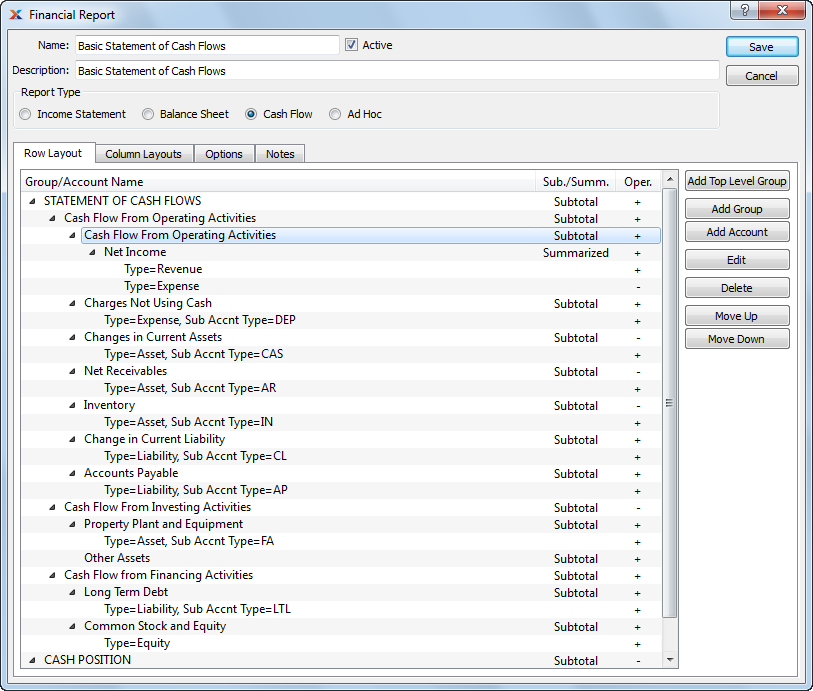 Financial Report
Name: Basic Statement of Cash Flows Active
Save
Description: Basic Statement of Cash Flows
Cancel
Report Type
Income Statement Balance Sheet Cash Flow Ad Hoc
Row Layout Column Layouts Options Notes
Group/Account Name Sub./Summ. Oper.
STATEMENT OF CASH FLOWS Subtotal +
Cash Flow From Operating Activities Subtotal +
Cash Flow From Operating Activities Subtotal +
Net Income Summarized +
Type=Revenue +
Type=Expense -
Charges Not Using Cash Subtotal +
Type=Expense, Sub Accnt Type=DEP +
Changes in Current Assets Subtotal -
Type=Asset, Sub Accnt Type=CAS +
Net Receivables Subtotal -
Type=Asset, Sub Accnt Type=AR +
Inventory Subtotal -
Type=Asset, Sub Accnt Type=IN +
Change in Current Liability Subtotal +
Type=Liability, Sub Accnt Type=CL +
Accounts Payable Subtotal +
Type=Liability, Sub Accnt Type=AP +
Cash Flow From Investing Activities Subtotal -
Property Plant and Equipment Subtotal +
Type=Asset, Sub Accnt Type=FA +
Other Assets Subtotal +
Cash Flow from Financing Activities Subtotal +
Long Term Debt Subtotal +
Type=Liability, Sub Accnt Type=LTL +
Common Stock and Equity Subtotal +
Type=Equity +
CASH POSITION Subtotal -
Add Top Level Group
Add Group
Add Account
Edit
Delete
Move Up
Move Down